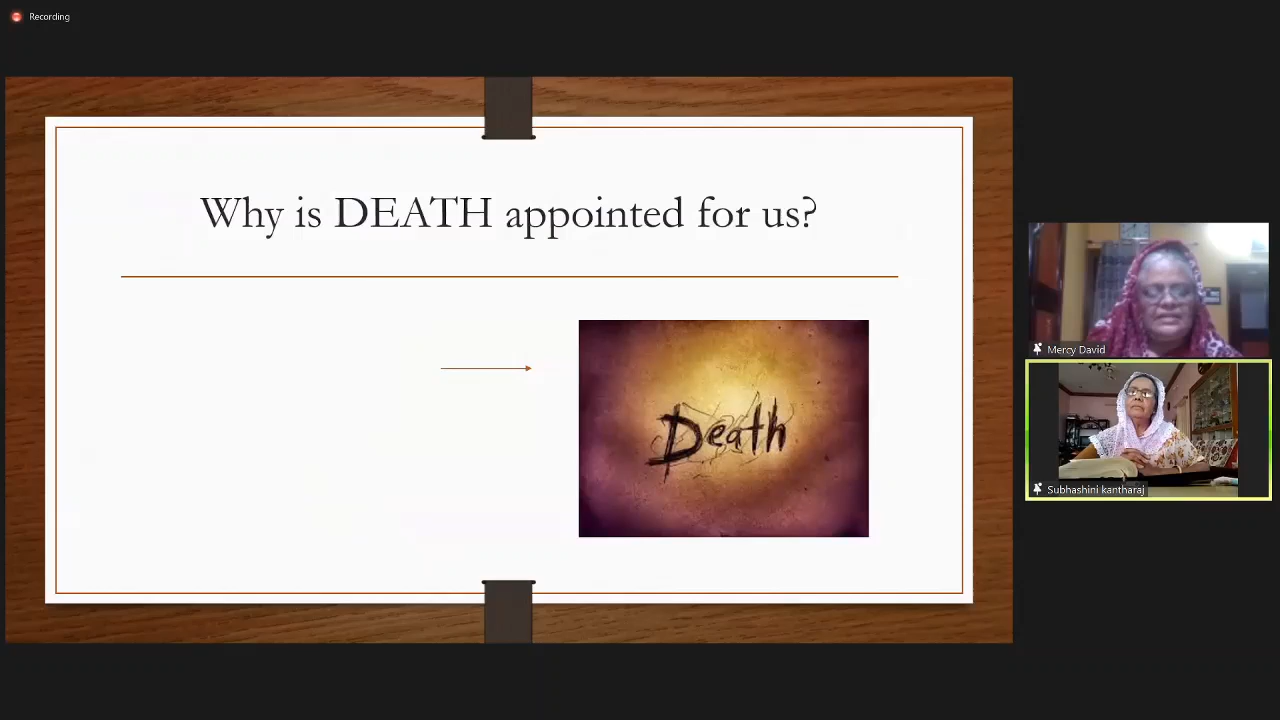 Recording
Why is DEATH appointed for us?
Death
Mercy David
Subhashini kantharaj